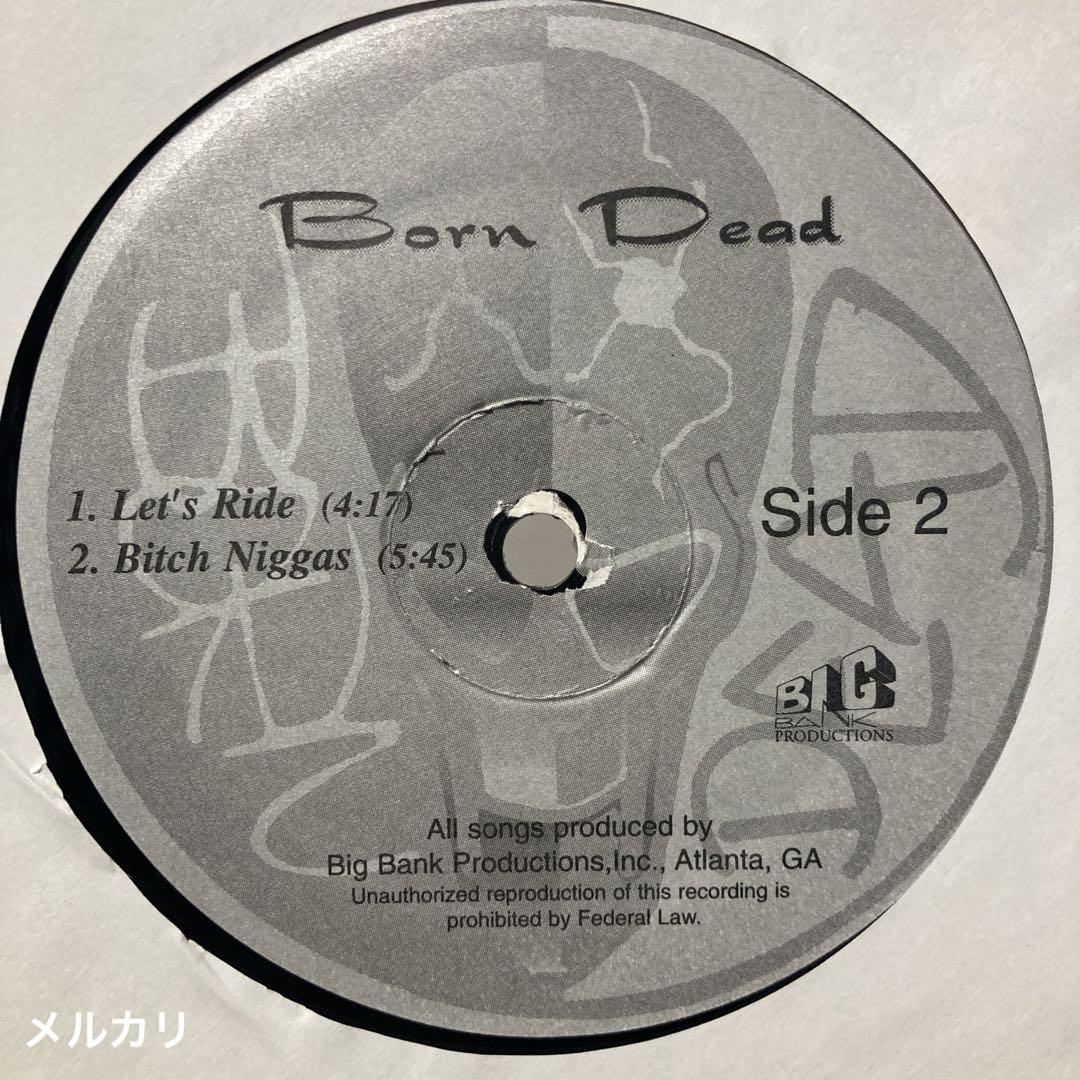 Born Dead
1. Let's Ride (4:17)
2. Bitch Niggas (5:45)
Side 2
BORN
DEAD
BIG
BANK
PRODUCTIONS
All songs produced by
Big Bank Productions,Inc., Atlanta, GA
Unauthorized reproduction of this recording is
prohibited by Federal Law.
メルカリ